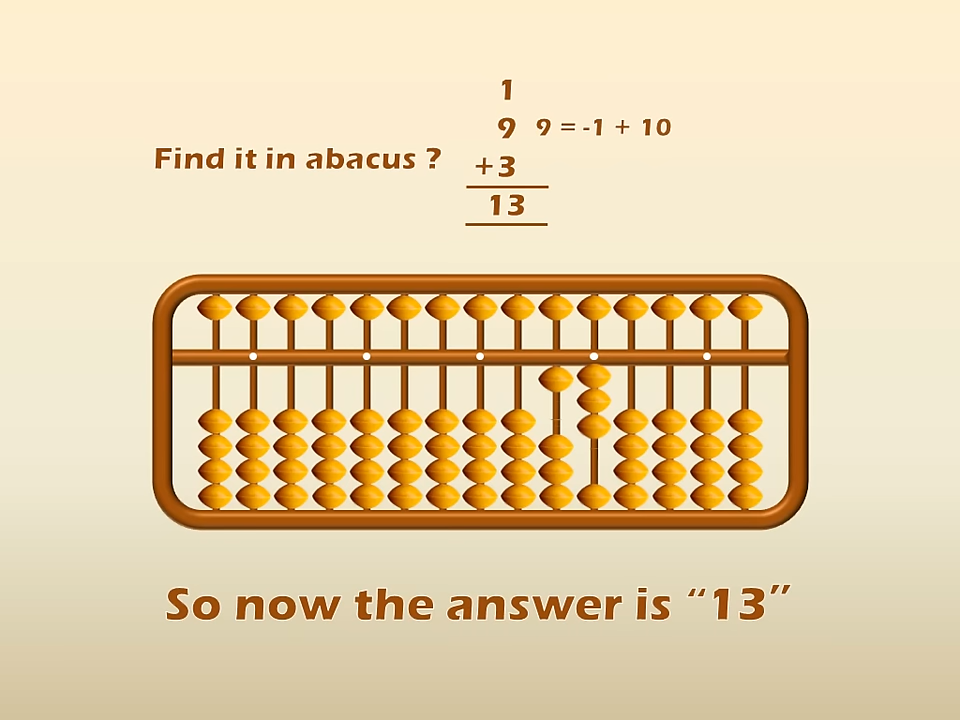 1
9 9 = -1 + 10
Find it in abacus ? +3
13
So now the answer is “13”